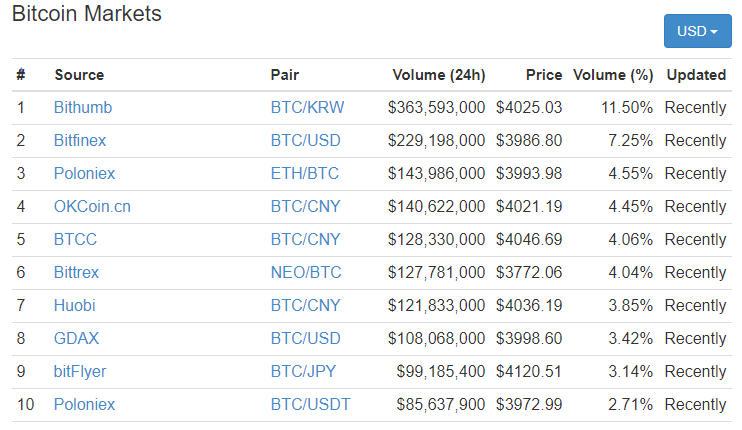 Bitcoin Markets
USD
# Source Pair Volume (24h) Price Volume (%) Updated
1 Bithumb BTC/KRW $363,593,000 $4025.03 11.50% Recently
2 Bitfinex BTC/USD $229,198,000 $3986.80 7.25% Recently
3 Poloniex ETH/BTC $143,986,000 $3993.98 4.55% Recently
4 OKCoin.cn BTC/CNY $140,622,000 $4021.19 4.45% Recently
5 BTCC BTC/CNY $128,330,000 $4046.69 4.06% Recently
6 Bittrex NEO/BTC $127,781,000 $3772.06 4.04% Recently
7 Huobi BTC/CNY $121,833,000 $4036.19 3.85% Recently
8 GDAX BTC/USD $108,068,000 $3998.60 3.42% Recently
9 bitFlyer BTC/JPY $99,185,400 $4120.51 3.14% Recently
10 Poloniex BTC/USDT $85,637,900 $3972.99 2.71% Recently